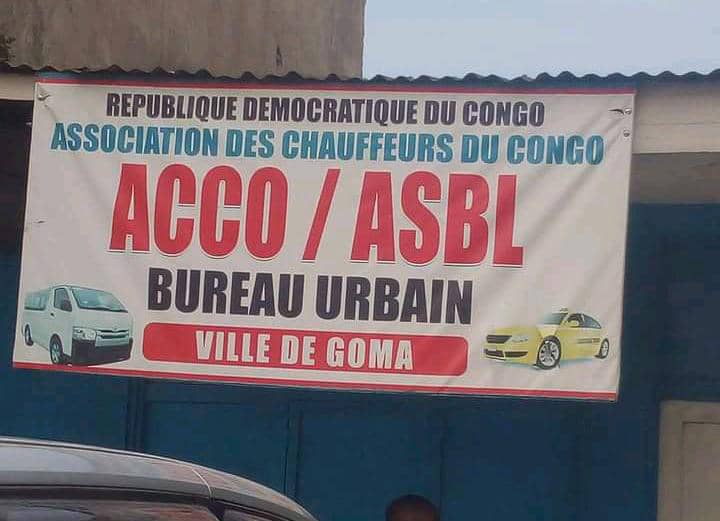 REPUBLIQUE DEMOCRATIQUE DU CONGO
ASSOCIATION DES CHAUFFEURS DU CONGO
ACCO / ASBL
BUREAU URBAIN
VILLE DE GOMA